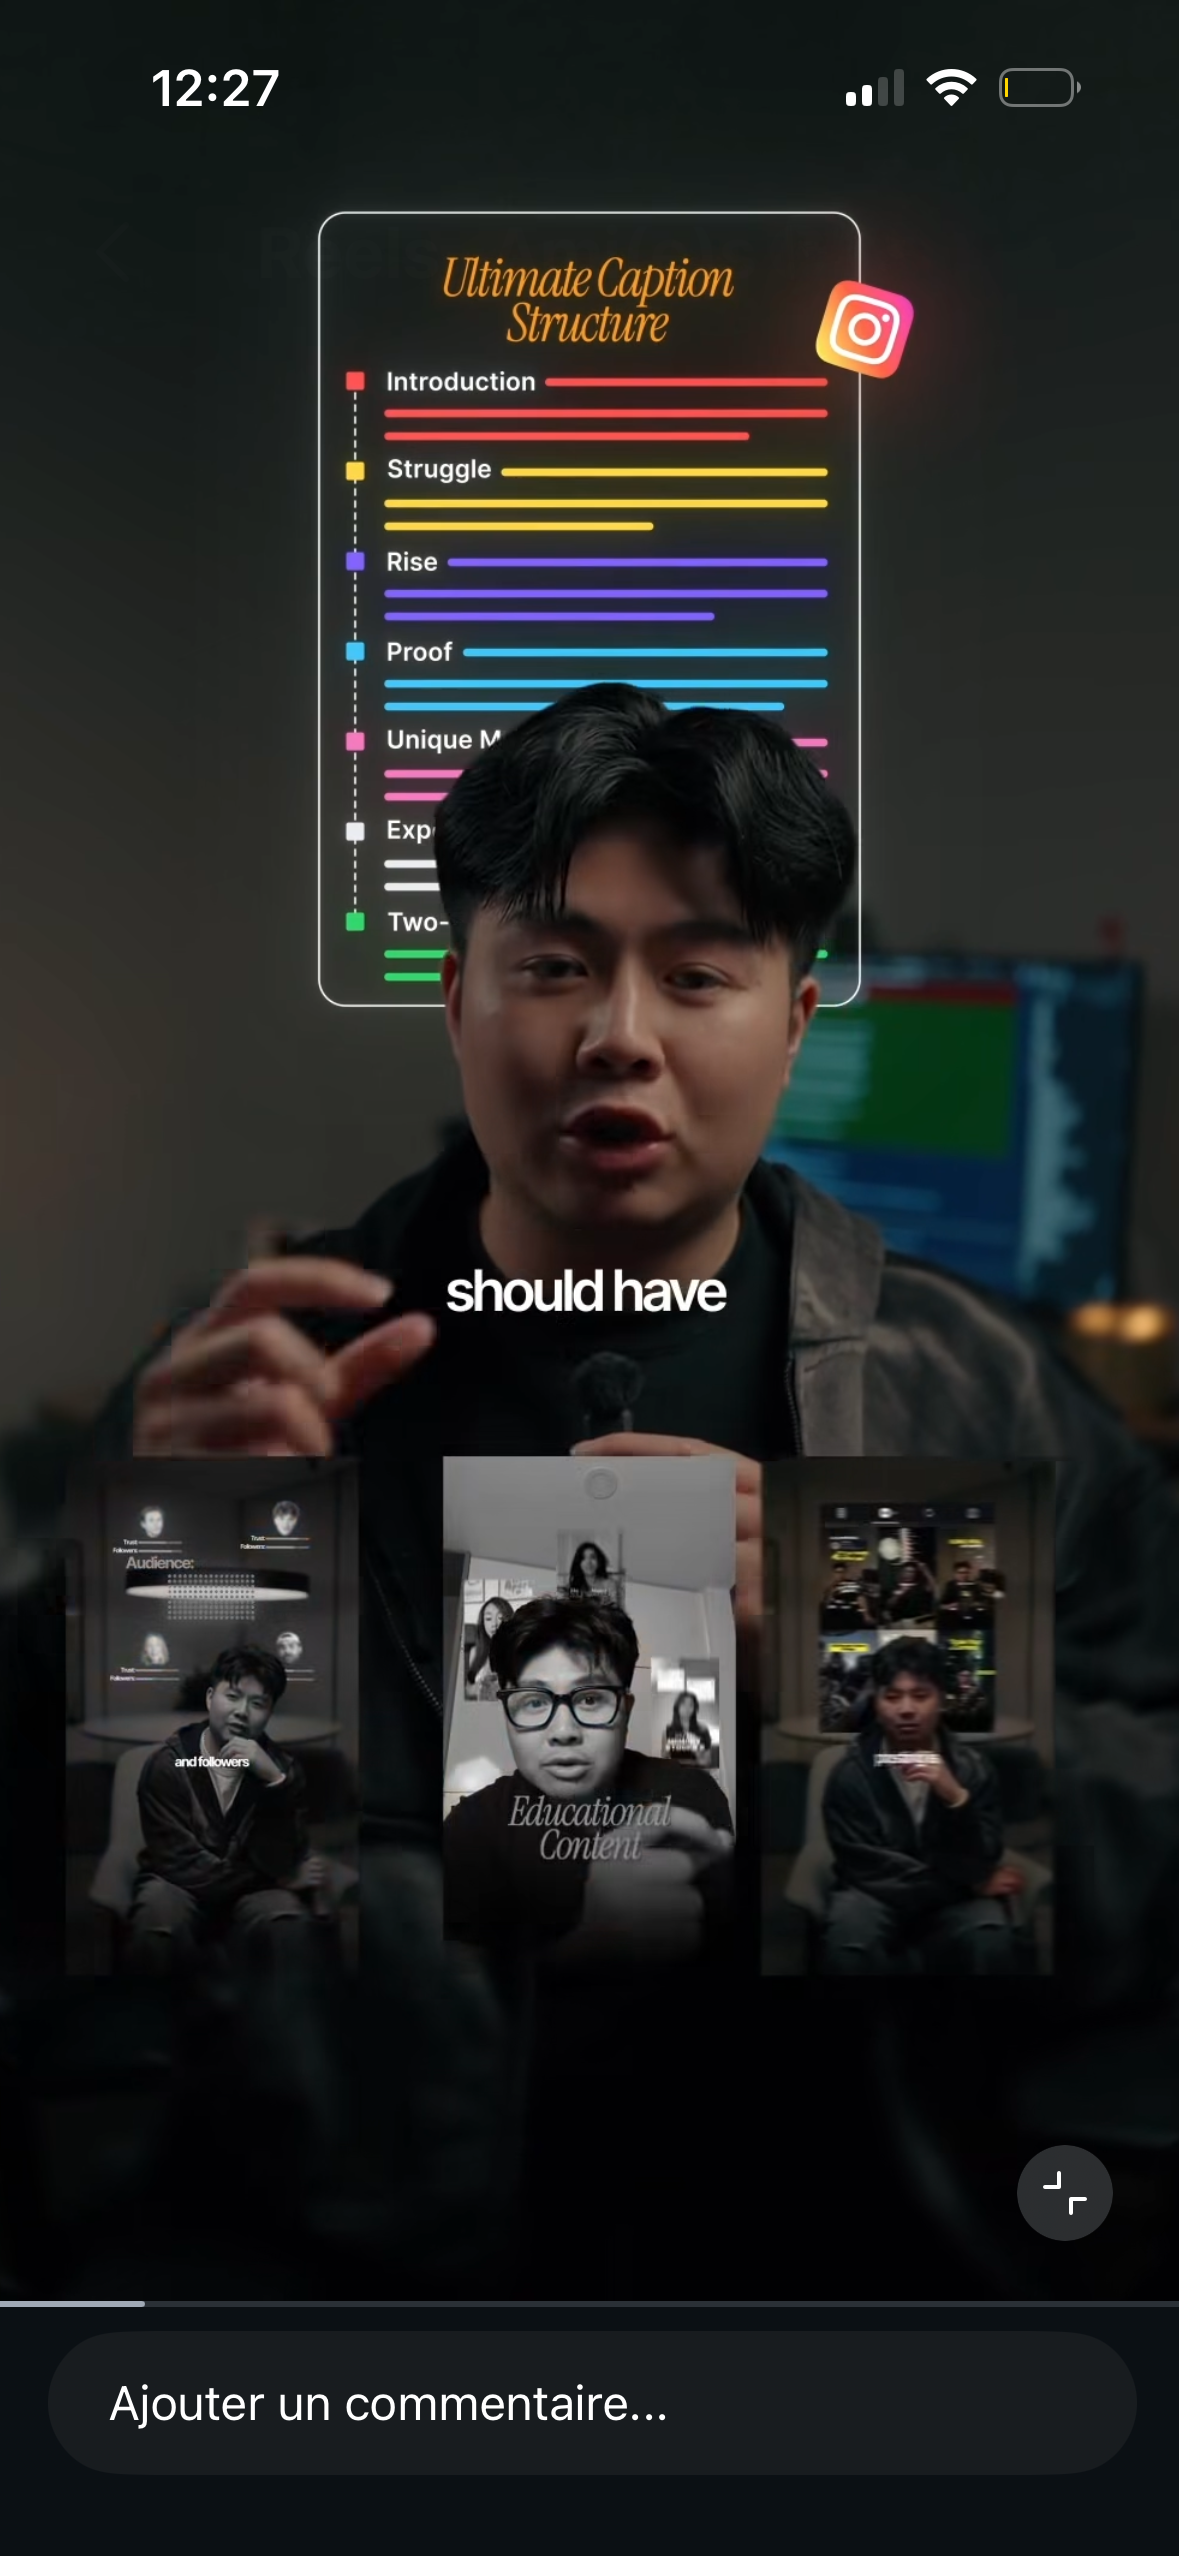 12:27
Ultimate Caption
Structure
Introduction
Struggle
Rise
Proof
Unique
Two-
should have
Audience:
and followers
Educational
Content
Ajouter un commentaire...